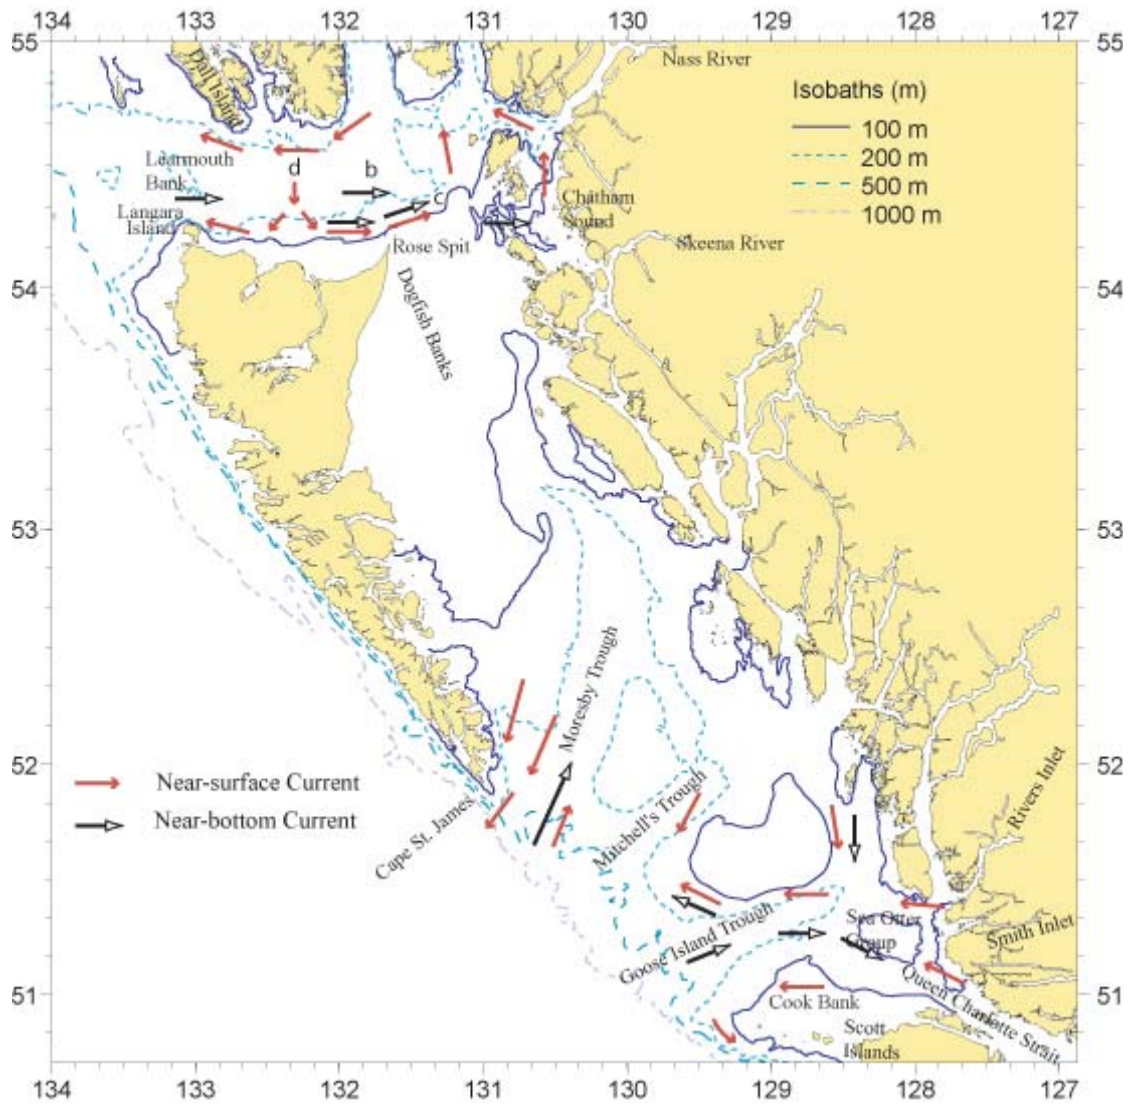 134 133 132 131 130 129 128 127
55
55
Nass River
Dall Island
Isobaths (m)
100 m
200 m
500 m
1000 m
Learmouth
Bank
d
b
c
Chatham
Sound
Langara
Island
Rose Spit
Skeena River
54
54
Dogfish Banks
53
53
Moresby Trough
52
52
Near-surface Current
Near-bottom Current
Cape St. James
Mitchell's Trough
Rivers Inlet
Goose Island Trough
Sea Otter
Group
Smith Inlet
Queen Charlotte Strait
51
51
Cook Bank
Scott
Islands
134 133 132 131 130 129 128 127